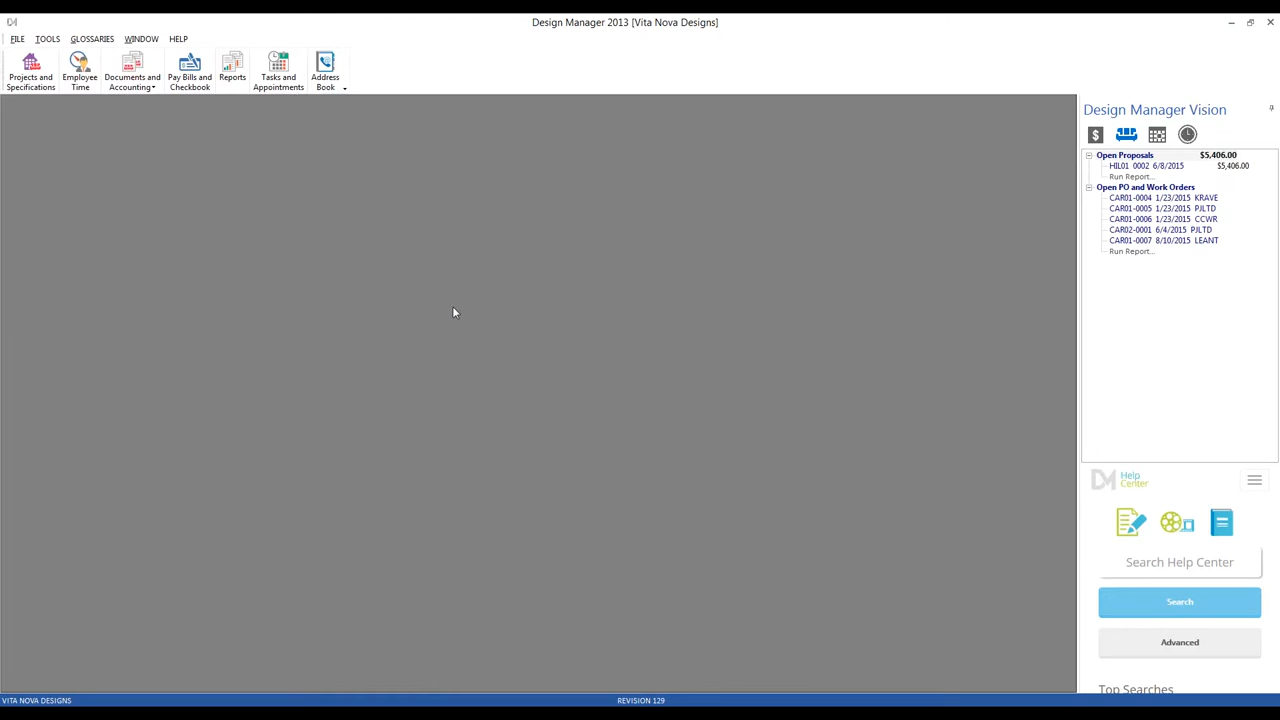 Design Manager 2013 [Vita Nova Designs]
FILE TOOLS GLOSSARIES WINDOW HELP
Projects and Specifications
Employee Time
Documents and Accounting
Pay Bills and Checkbook
Reports
Tasks and Appointments
Address Book
Design Manager Vision
Open Proposals $5,406.00
HIL01 0002 6/8/2015 $5,406.00
Run Report...
Open PO and Work Orders
CAR01-0004 1/23/2015 KRAVE
CAR01-0005 1/23/2015 PJLTD
CAR01-0006 1/23/2015 CCWR
CAR02-0001 6/4/2015 PJLTD
CAR01-0007 8/10/2015 LEANT
Run Report...
DM Help Center
Search Help Center
Search
Advanced
Top Searches
VITA NOVA DESIGNS REVISION 129